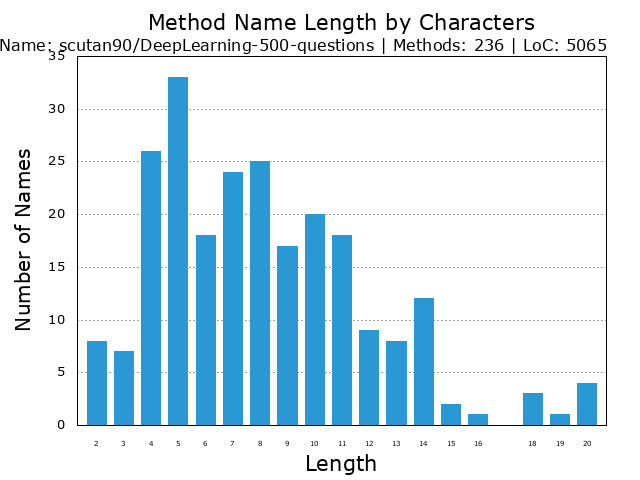 Method Name Length by Characters
Name: scutan90/DeepLearning-500-questions | Methods: 236 | LoC: 5065
35
30
25
20
15
10
5
0
Number of Names
2 3 4 5 6 7 8 9 10 11 12 13 14 15 16 18 19 20
Length